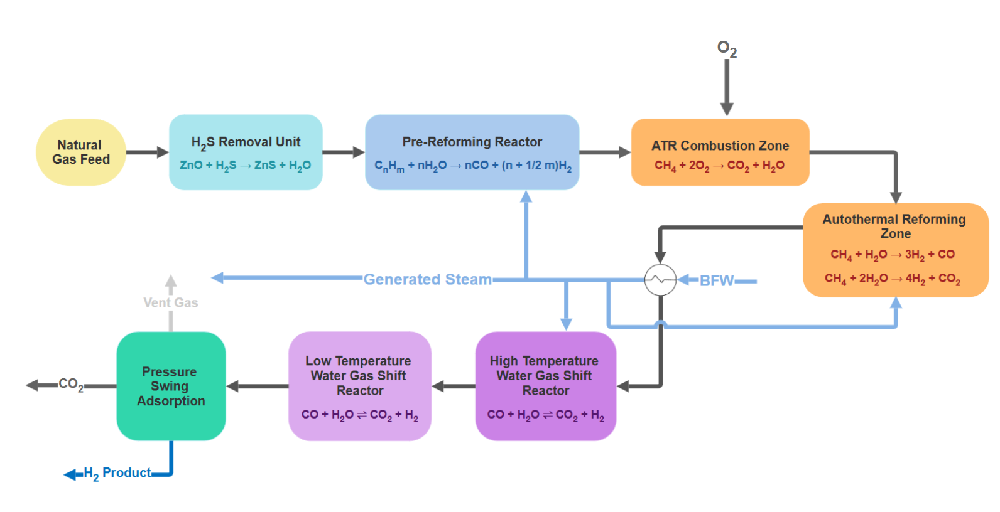 O₂
Natural
Gas Feed
H₂S Removal Unit
ZnO + H₂S → ZnS + H₂O
Pre-Reforming Reactor
CₙHₘ + nH₂O → nCO + (n + 1/2 m)H₂
ATR Combustion Zone
CH₄ + 2O₂ → CO₂ + H₂O
Autothermal Reforming
Zone
CH₄ + H₂O → 3H₂ + CO
CH₄ + 2H₂O → 4H₂ + CO₂
Generated Steam
BFW
Vent Gas
Pressure
Swing
Adsorption
CO₂
H₂ Product
Low Temperature
Water Gas Shift
Reactor
CO + H₂O ⇌ CO₂ + H₂
High Temperature
Water Gas Shift
Reactor
CO + H₂O ⇌ CO₂ + H₂